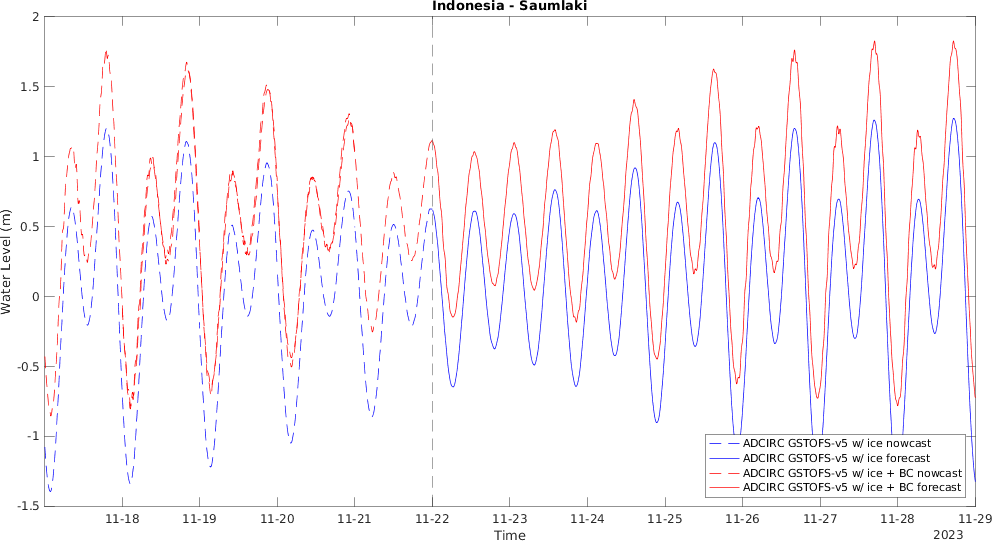 Indonesia - Saumlaki
Water Level (m)
2
1.5
1
0.5
0
-0.5
-1
-1.5
ADCIRC GSTOFS-v5 w/ ice nowcast
ADCIRC GSTOFS-v5 w/ ice forecast
ADCIRC GSTOFS-v5 w/ ice + BC nowcast
ADCIRC GSTOFS-v5 w/ ice + BC forecast
11-18 11-19 11-20 11-21 11-22 11-23 11-24 11-25 11-26 11-27 11-28 11-29
Time
2023